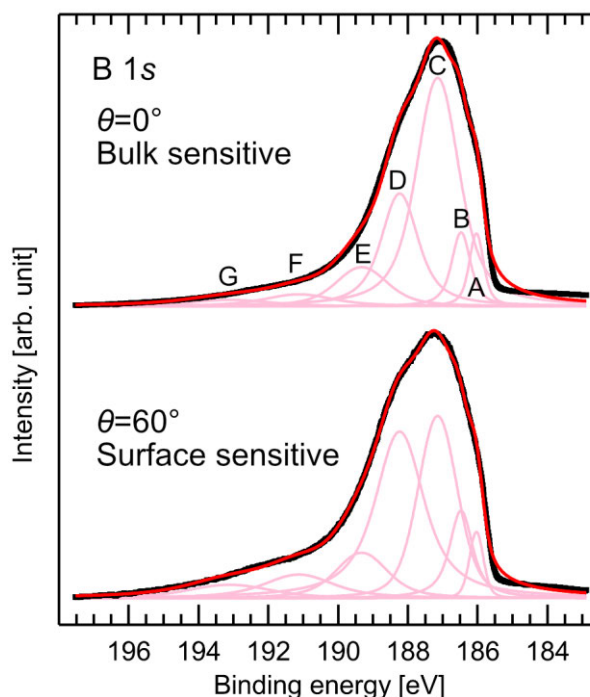 B 1s
θ=0°
Bulk sensitive
C
D
B
E
F
G
A
θ=60°
Surface sensitive
Intensity [arb. unit]
196 194 192 190 188 186 184
Binding energy [eV]